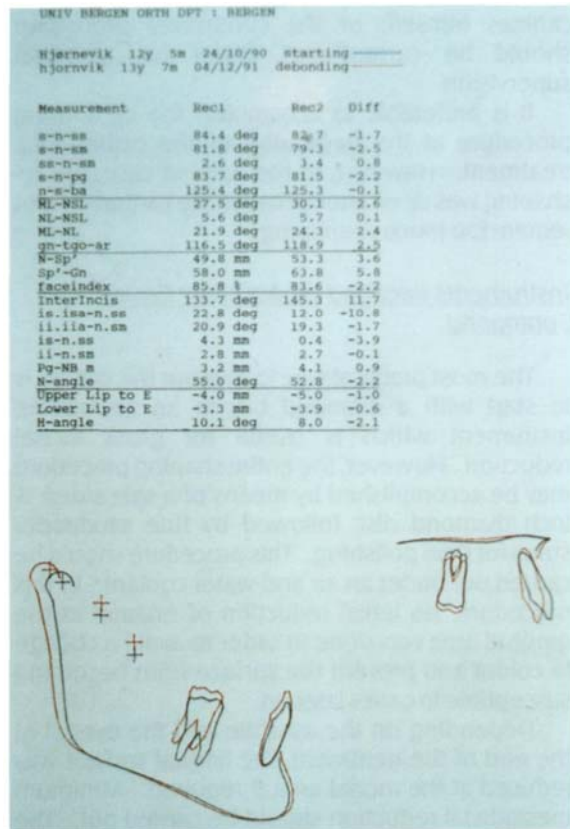 UNIV BERGEN ORTH DPT : BERGEN
Hjørnevik 12y 5m 24/10/90 starting
hjornvik 13y 7m 04/12/91 debonding
Measurement Rec1 Rec2 Diff
s-n-ss 84.4 deg 82.7 -1.7
s-n-sm 81.8 deg 79.2 -2.5
ss-n-sm 2.6 deg 3.4 0.8
s-n-pg 83.7 deg 81.5 -2.2
n-s-ba 125.4 deg 125.3 -0.1
ML-NSL 27.5 deg 30.1 2.6
NL-NSL 5.6 deg 5.7 0.1
ML-NL 21.9 deg 24.3 2.4
gn-tgo-ar 116.5 deg 118.9 2.5
N-Sp' 49.8 mm 53.3 3.6
Sp'-Gn 58.0 mm 63.8 5.8
faceindex 85.8 % 83.6 -2.2
InterIncis 133.7 deg 145.3 11.7
is.isa-n.ss 22.8 deg 12.0 -10.8
ii.iia-n.sm 20.9 deg 19.3 -1.7
is-n.ss 4.3 mm 0.4 -3.9
ii-n.sm 2.8 mm 2.7 -0.1
Pg-NB m 3.2 mm 4.1 0.9
N-angle 55.0 deg 52.8 -2.2
Upper Lip to E -4.0 mm -5.0 -1.0
Lower Lip to E -3.3 mm -3.9 -0.6
H-angle 10.1 deg 8.0 -2.1